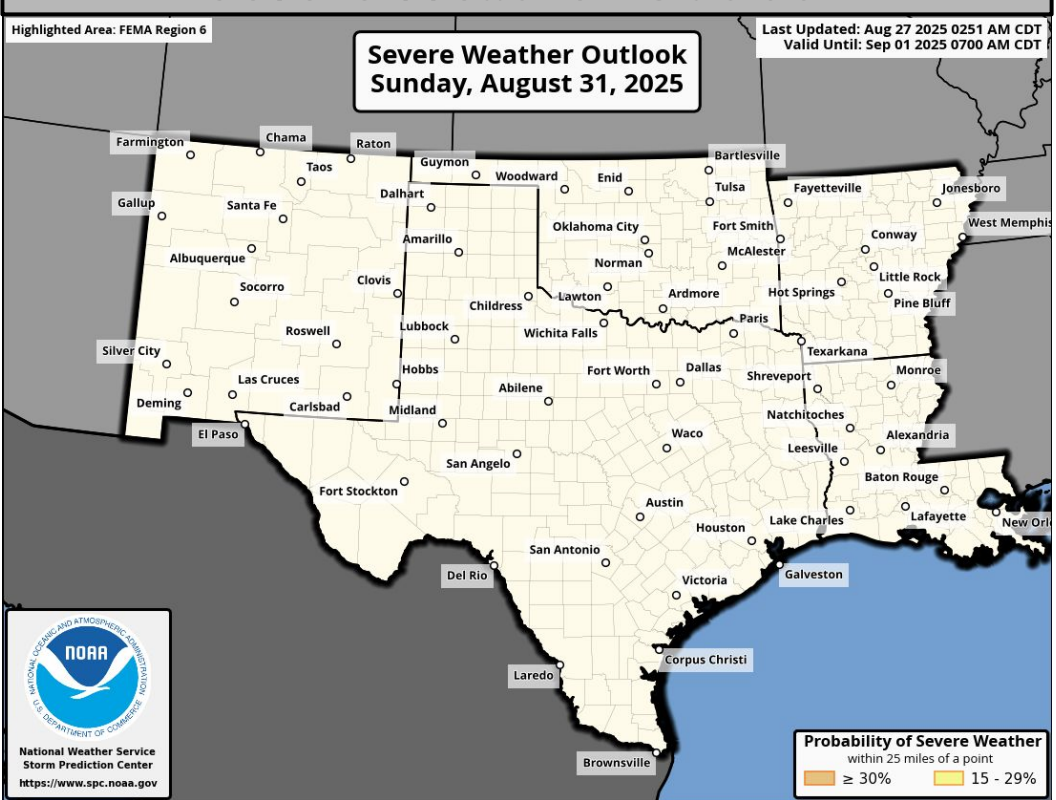 Highlighted Area: FEMA Region 6
Last Updated: Aug 27 2025 0251 AM CDT
Valid Until: Sep 01 2025 0700 AM CDT
Severe Weather Outlook
Sunday, August 31, 2025
Farmington
Chama
Raton
Taos
Guymon
Woodward
Enid
Bartlesville
Tulsa
Fayetteville
Jonesboro
Gallup
Santa Fe
Dalhart
West Memphis
Albuquerque
Amarillo
Oklahoma City
Fort Smith
Conway
Norman
McAlester
Socorro
Clovis
Childress
Lawton
Ardmore
Hot Springs
Little Rock
Pine Bluff
Roswell
Lubbock
Wichita Falls
Paris
Silver City
Texarkana
Las Cruces
Hobbs
Abilene
Fort Worth
Dallas
Shreveport
Monroe
Deming
Carlsbad
Midland
Natchitoches
El Paso
San Angelo
Waco
Leesville
Alexandria
Fort Stockton
Baton Rouge
Austin
Houston
Lake Charles
Lafayette
New Orl
Del Rio
San Antonio
Victoria
Galveston
Laredo
Corpus Christi
Brownsville
NATIONAL OCEANIC AND ATMOSPHERIC ADMINISTRATION
NOAA
U.S. DEPARTMENT OF COMMERCE
National Weather Service
Storm Prediction Center
https://www.spc.noaa.gov
Probability of Severe Weather
within 25 miles of a point
≥ 30%
15 - 29%